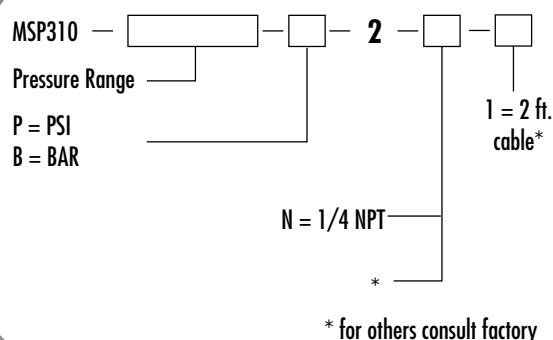 MSP310 — — — 2 — —
Pressure Range
P = PSI
B = BAR
1 = 2 ft.
cable*
N = 1/4 NPT
*
* for others consult factory